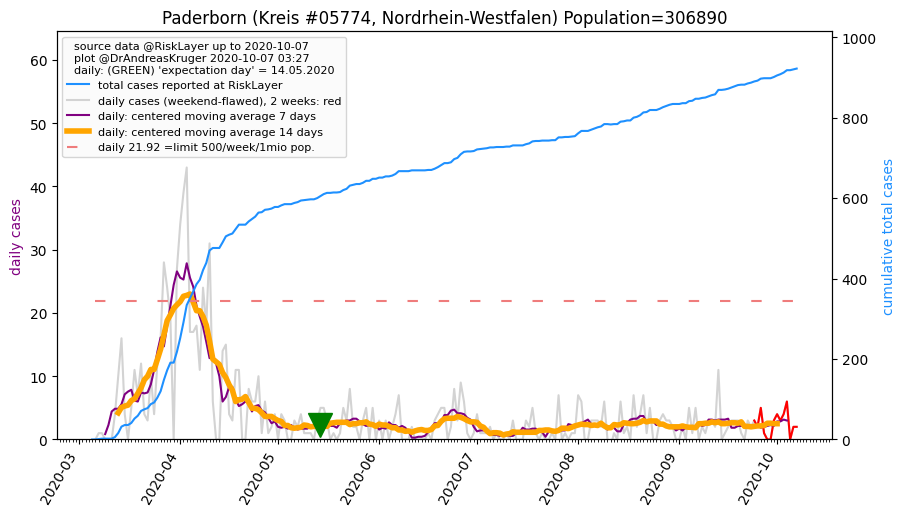 Paderborn (Kreis #05774, Nordrhein-Westfalen) Population=306890
source data @RiskLayer up to 2020-10-07
plot @DrAndreasKruger 2020-10-07 03:27
daily: (GREEN) 'expectation day' = 14.05.2020
total cases reported at RiskLayer
daily cases (weekend-flawed), 2 weeks: red
daily: centered moving average 7 days
daily: centered moving average 14 days
daily 21.92 =limit 500/week/1mio pop.
daily cases
60
50
40
30
20
10
0
cumulative total cases
1000
800
600
400
200
0
2020-03
2020-04
2020-05
2020-06
2020-07
2020-08
2020-09
2020-10